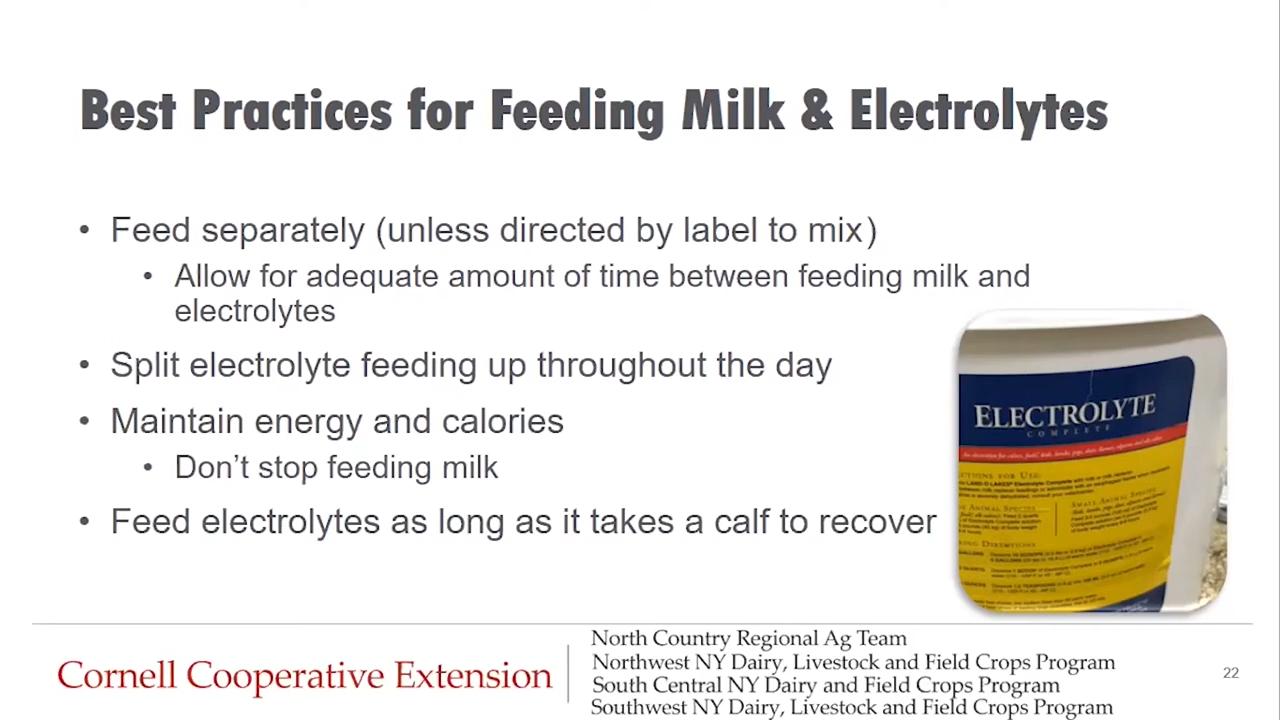 Best Practices for Feeding Milk & Electrolytes
• Feed separately (unless directed by label to mix)
• Allow for adequate amount of time between feeding milk and
electrolytes
• Split electrolyte feeding up throughout the day
• Maintain energy and calories
• Don’t stop feeding milk
• Feed electrolytes as long as it takes a calf to recover
ELECTROLYTE
COMPLETE
Cornell Cooperative Extension
North Country Regional Ag Team
Northwest NY Dairy, Livestock and Field Crops Program
South Central NY Dairy and Field Crops Program
Southwest NY Dairy, Livestock and Field Crops Program
22